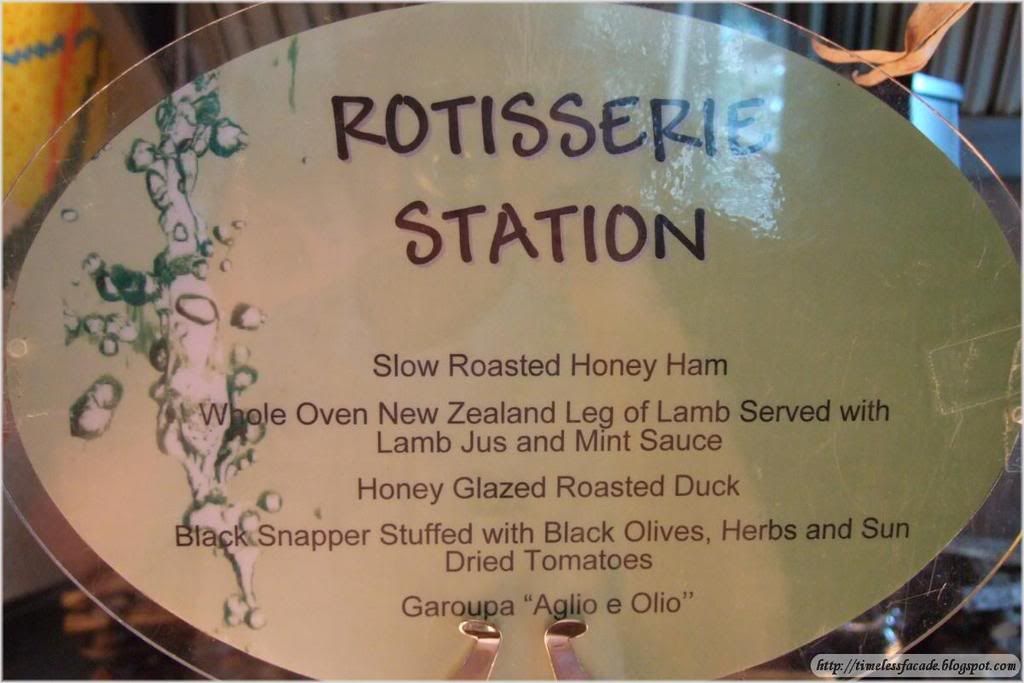 ROTISSERIE
STATION
Slow Roasted Honey Ham
Whole Oven New Zealand Leg of Lamb Served with
Lamb Jus and Mint Sauce
Honey Glazed Roasted Duck
Black Snapper Stuffed with Black Olives, Herbs and Sun
Dried Tomatoes
Garoupa “Aglio e Olio”
http://timelessfacade.blogspot.com